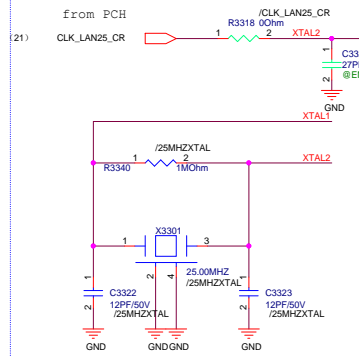 from PCH
/CLK_LAN25_CR
R3318 0Ohm
(21) CLK_LAN25_CR
1 2 XTAL2
1
C33
27P
2
@E
GND
XTAL1
/25MHZXTAL
1 2 XTAL2
R3340 1MOhm
X3301
1 3
2 4
25.00MHZ
/25MHZXTAL
1 1
C3322 C3323
12PF/50V 12PF/50V
2 2
/25MHZXTAL /25MHZXTAL
GND GNDGND GND